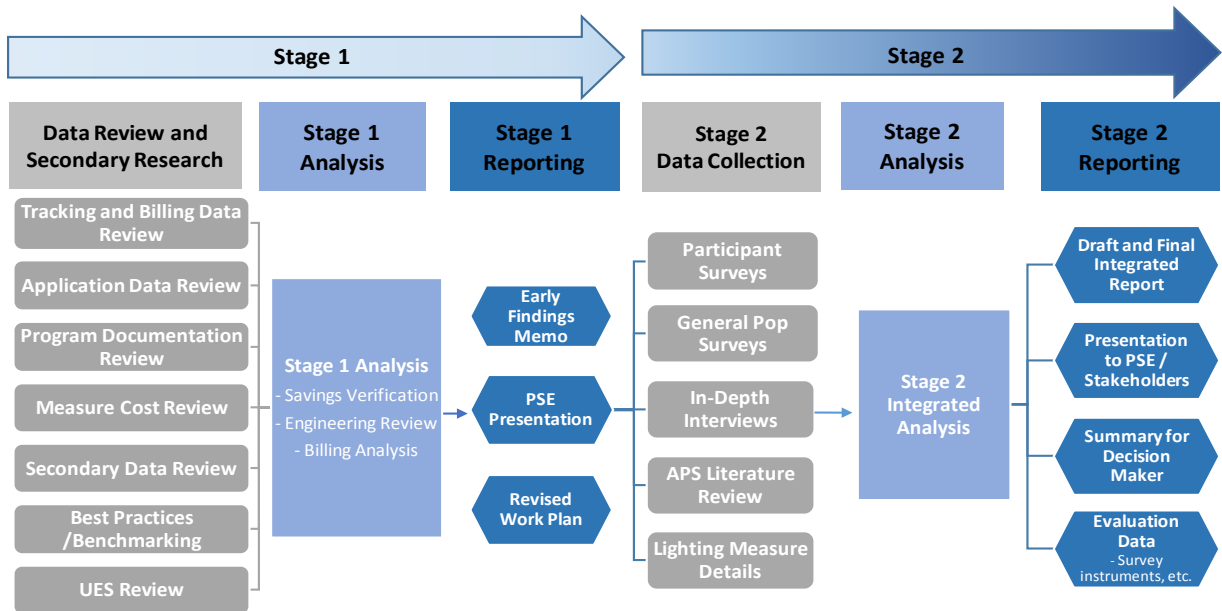 Stage 1
Stage 2
Data Review and
Secondary Research
Stage 1
Analysis
Stage 1
Reporting
Stage 2
Data Collection
Stage 2
Analysis
Stage 2
Reporting
Tracking and Billing Data
Review
Application Data Review
Program Documentation
Review
Measure Cost Review
Secondary Data Review
Best Practices
/Benchmarking
UES Review
Stage 1 Analysis
- Savings Verification
- Engineering Review
- Billing Analysis
Early
Findings
Memo
PSE
Presentation
Revised
Work Plan
Participant
Surveys
General Pop
Surveys
In-Depth
Interviews
APS Literature
Review
Lighting Measure
Details
Stage 2
Integrated
Analysis
Draft and Final
Integrated
Report
Presentation
to PSE /
Stakeholders
Summary for
Decision
Maker
Evaluation
Data
- Survey
instruments, etc.